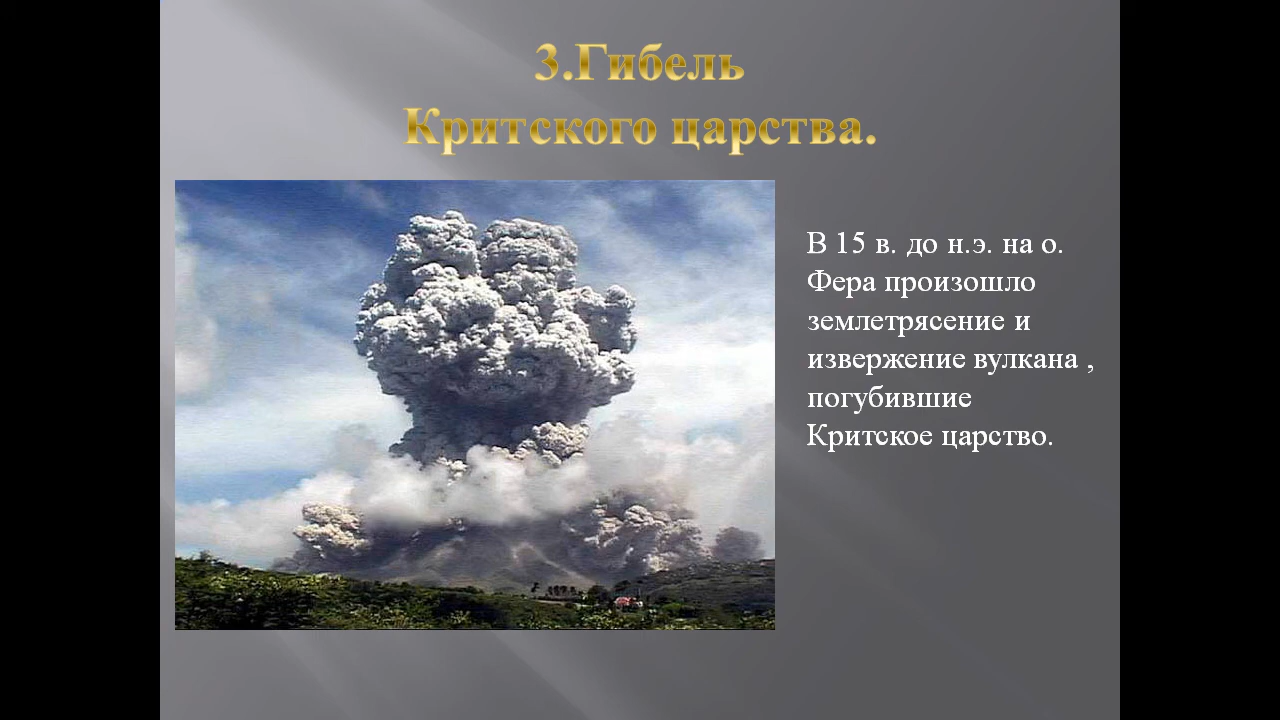 3.Гибель
Критского царства.
В 15 в. до н.э. на о.
Фера произошло
землетрясение и
извержение вулкана ,
погубившие
Критское царство.